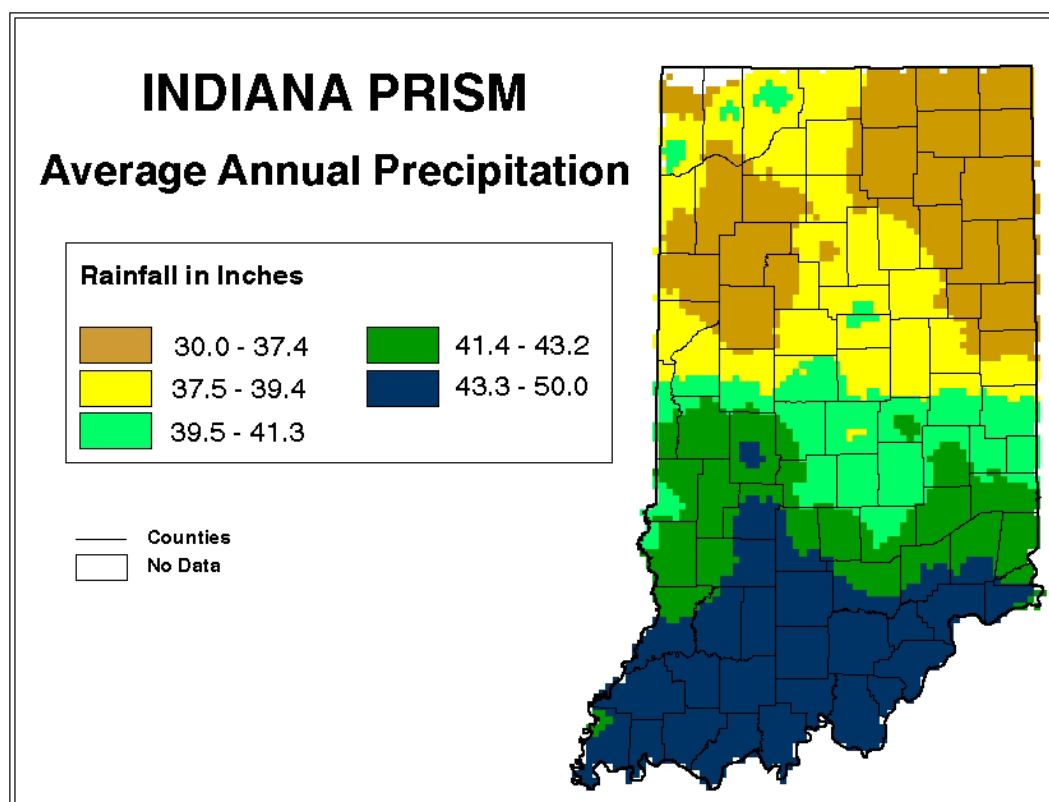 INDIANA PRISM
Average Annual Precipitation
Rainfall in Inches
30.0 - 37.4
37.5 - 39.4
39.5 - 41.3
41.4 - 43.2
43.3 - 50.0
Counties
No Data